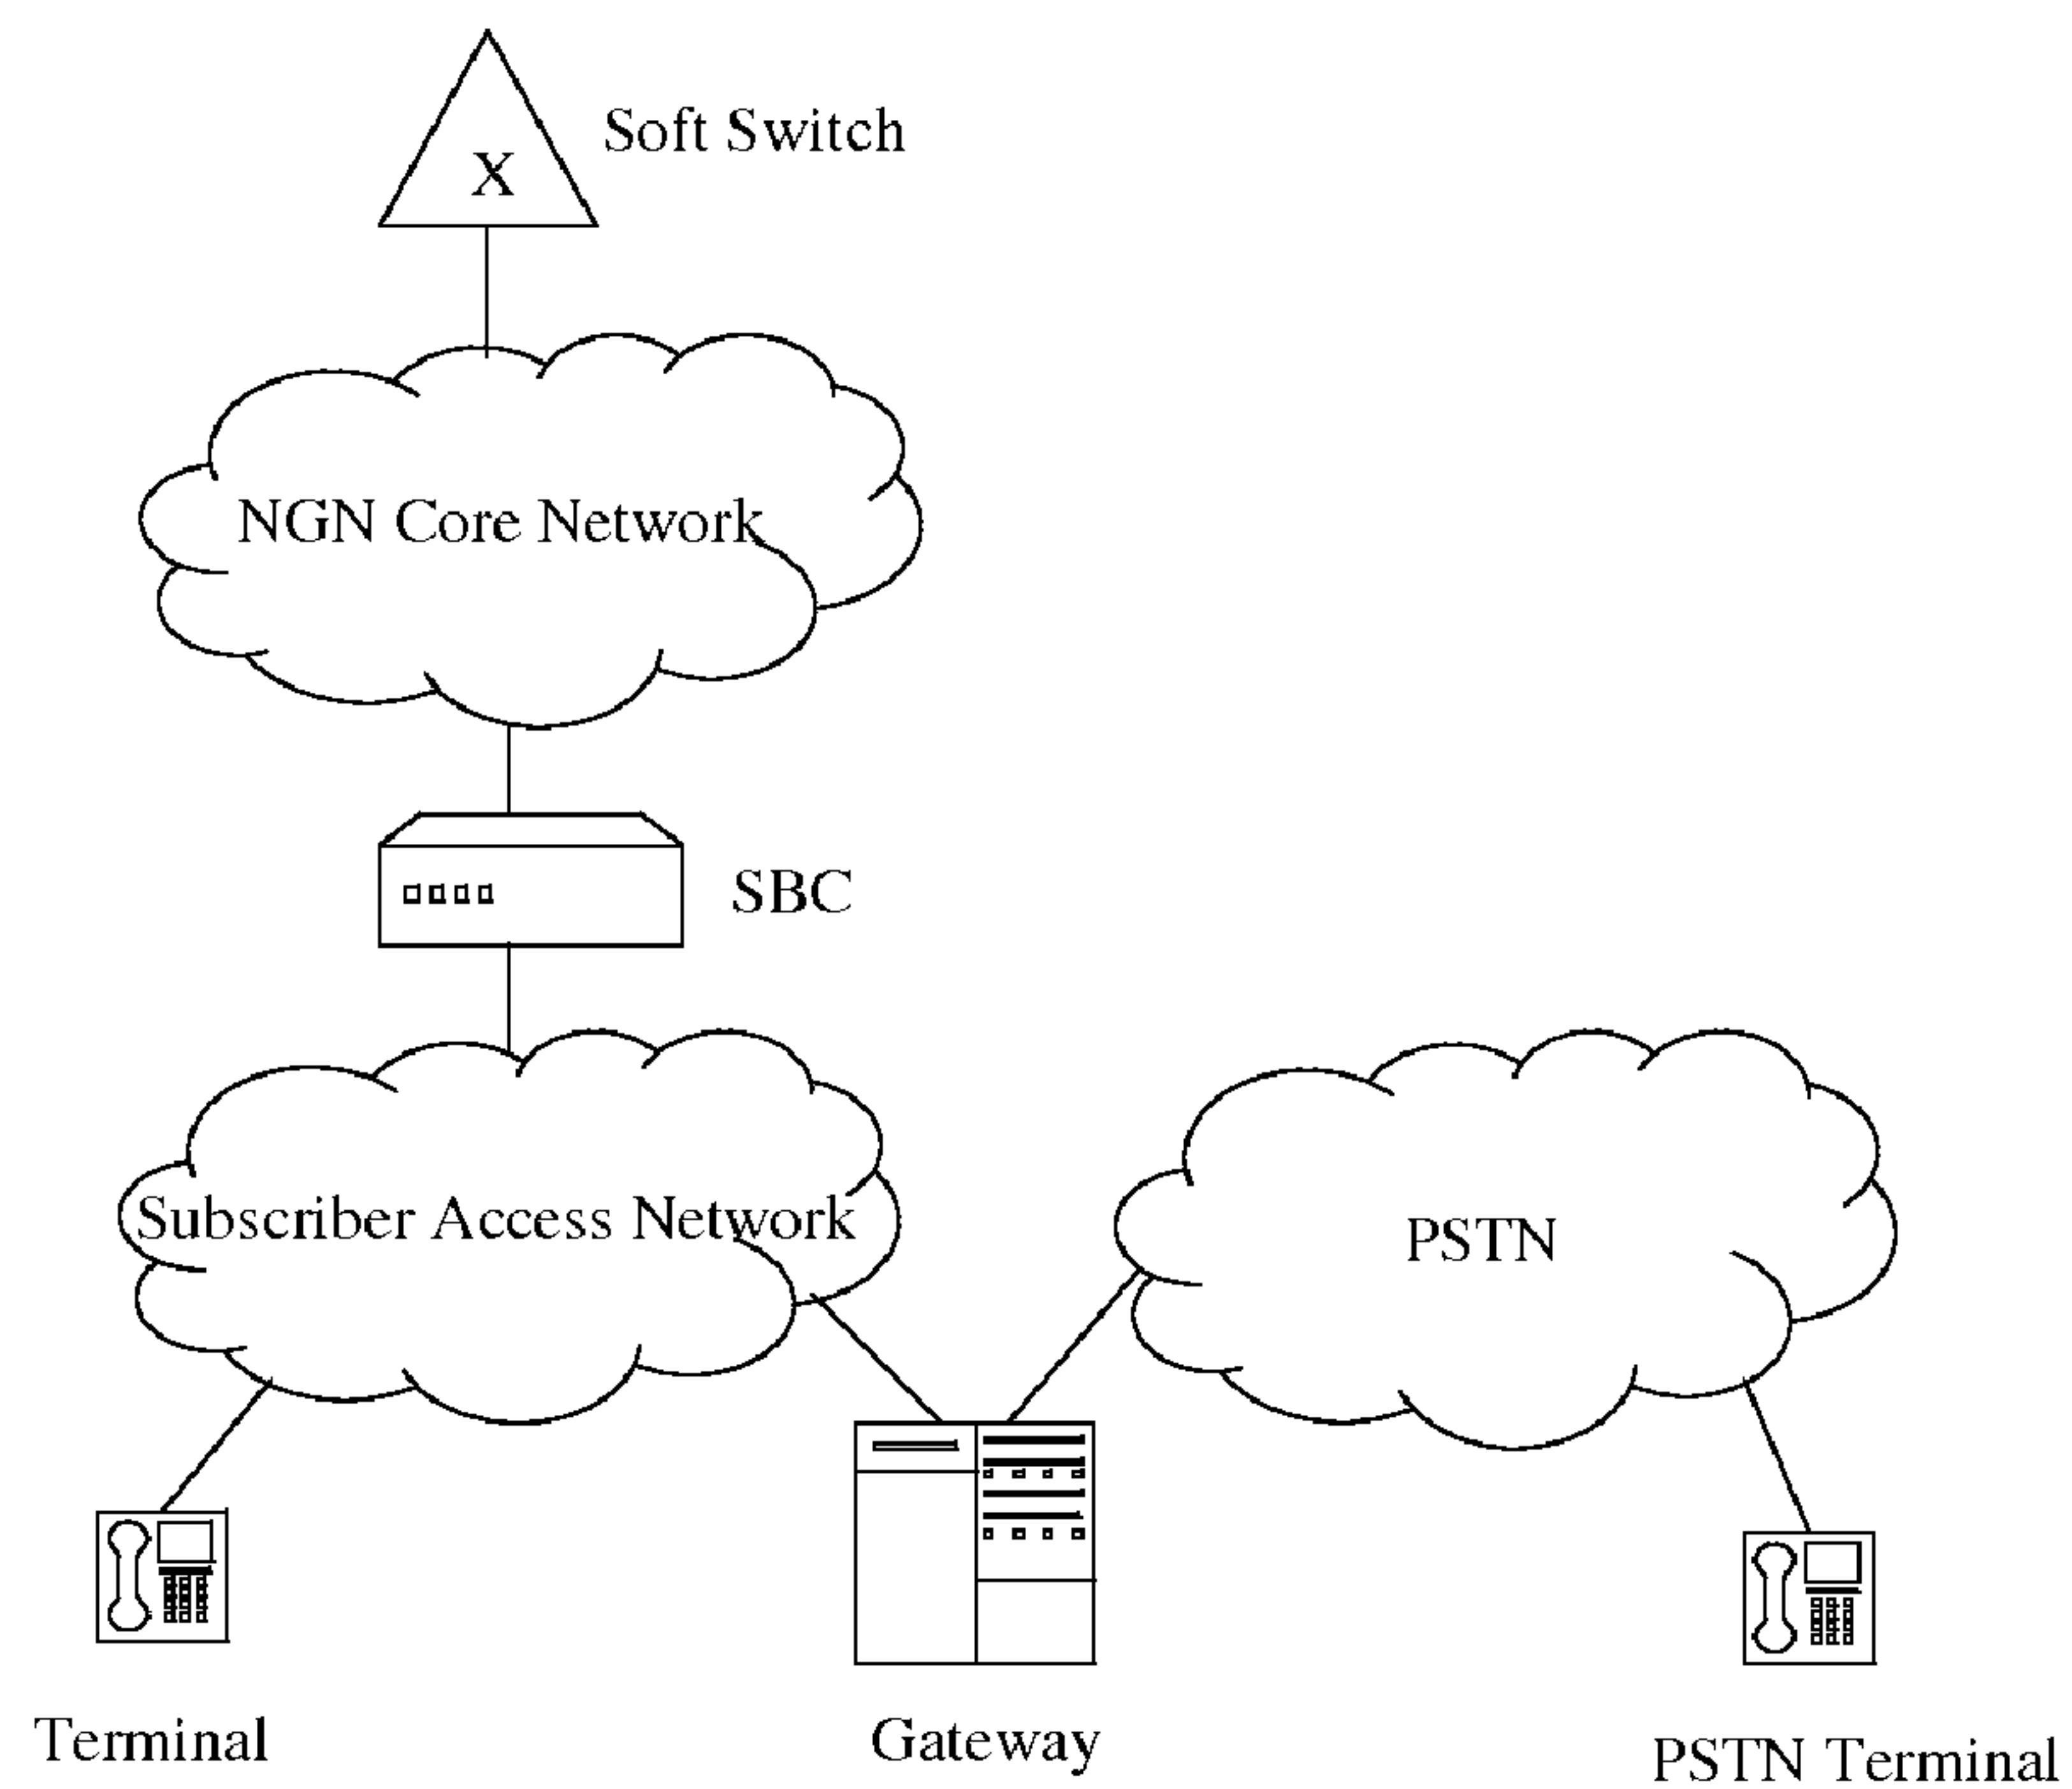 Soft Switch
X
NGN Core Network
SBC
Subscriber Access Network
PSTN
Terminal
Gateway
PSTN Terminal